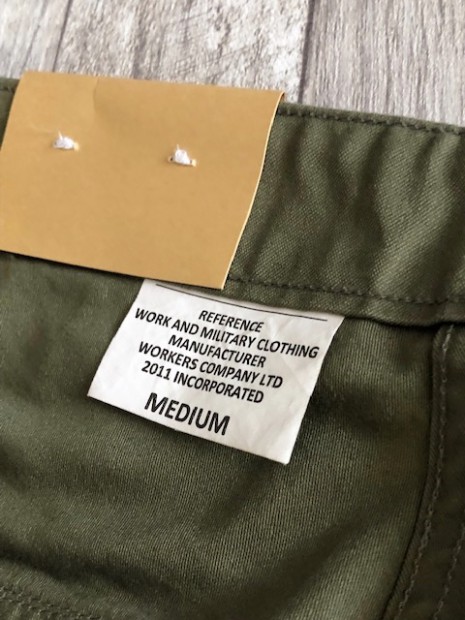 REFERENCE
WORK AND MILITARY CLOTHING
MANUFACTURER
WORKERS COMPANY LTD
2011 INCORPORATED
MEDIUM